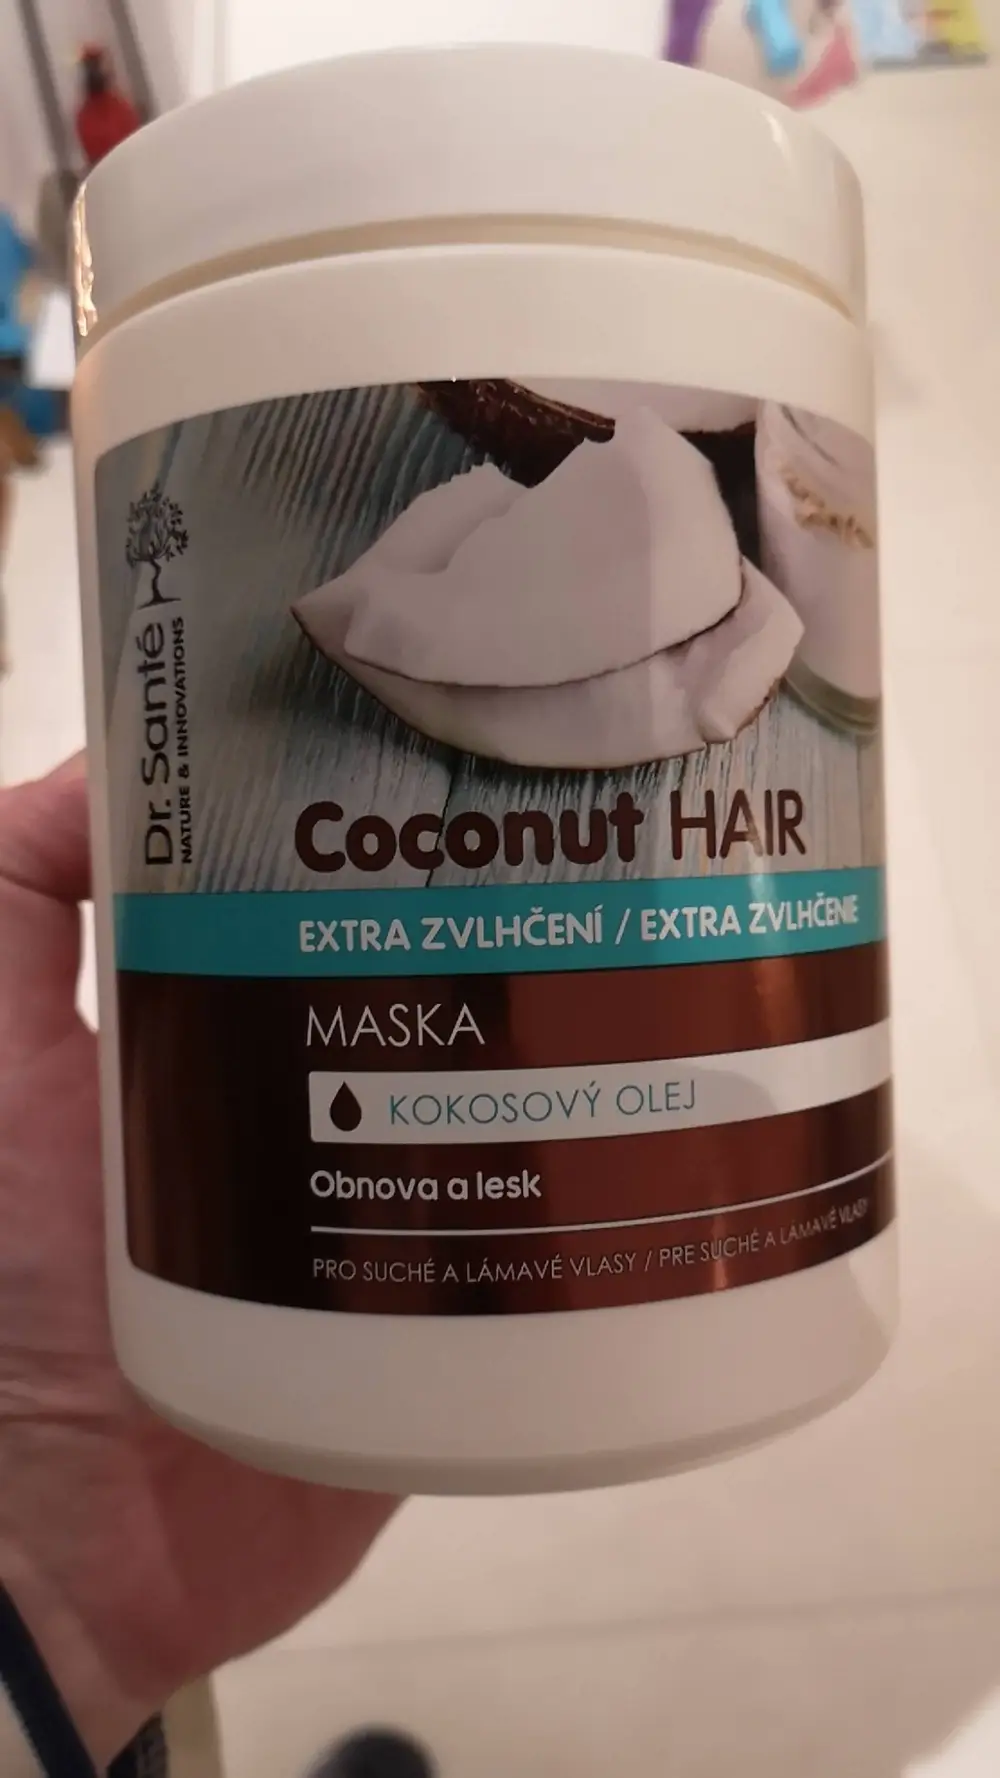 Dr. Santé
NATURE & INNOVATIONS
Coconut HAIR
EXTRA ZVLHČENÍ / EXTRA ZVLHČENIE
MASKA
KOKOSOVÝ OLEJ
Obnova a lesk
PRO SUCHÉ A LÁMAVÉ VLASY / PRE SUCHÉ A LÁMAVÉ VLASY